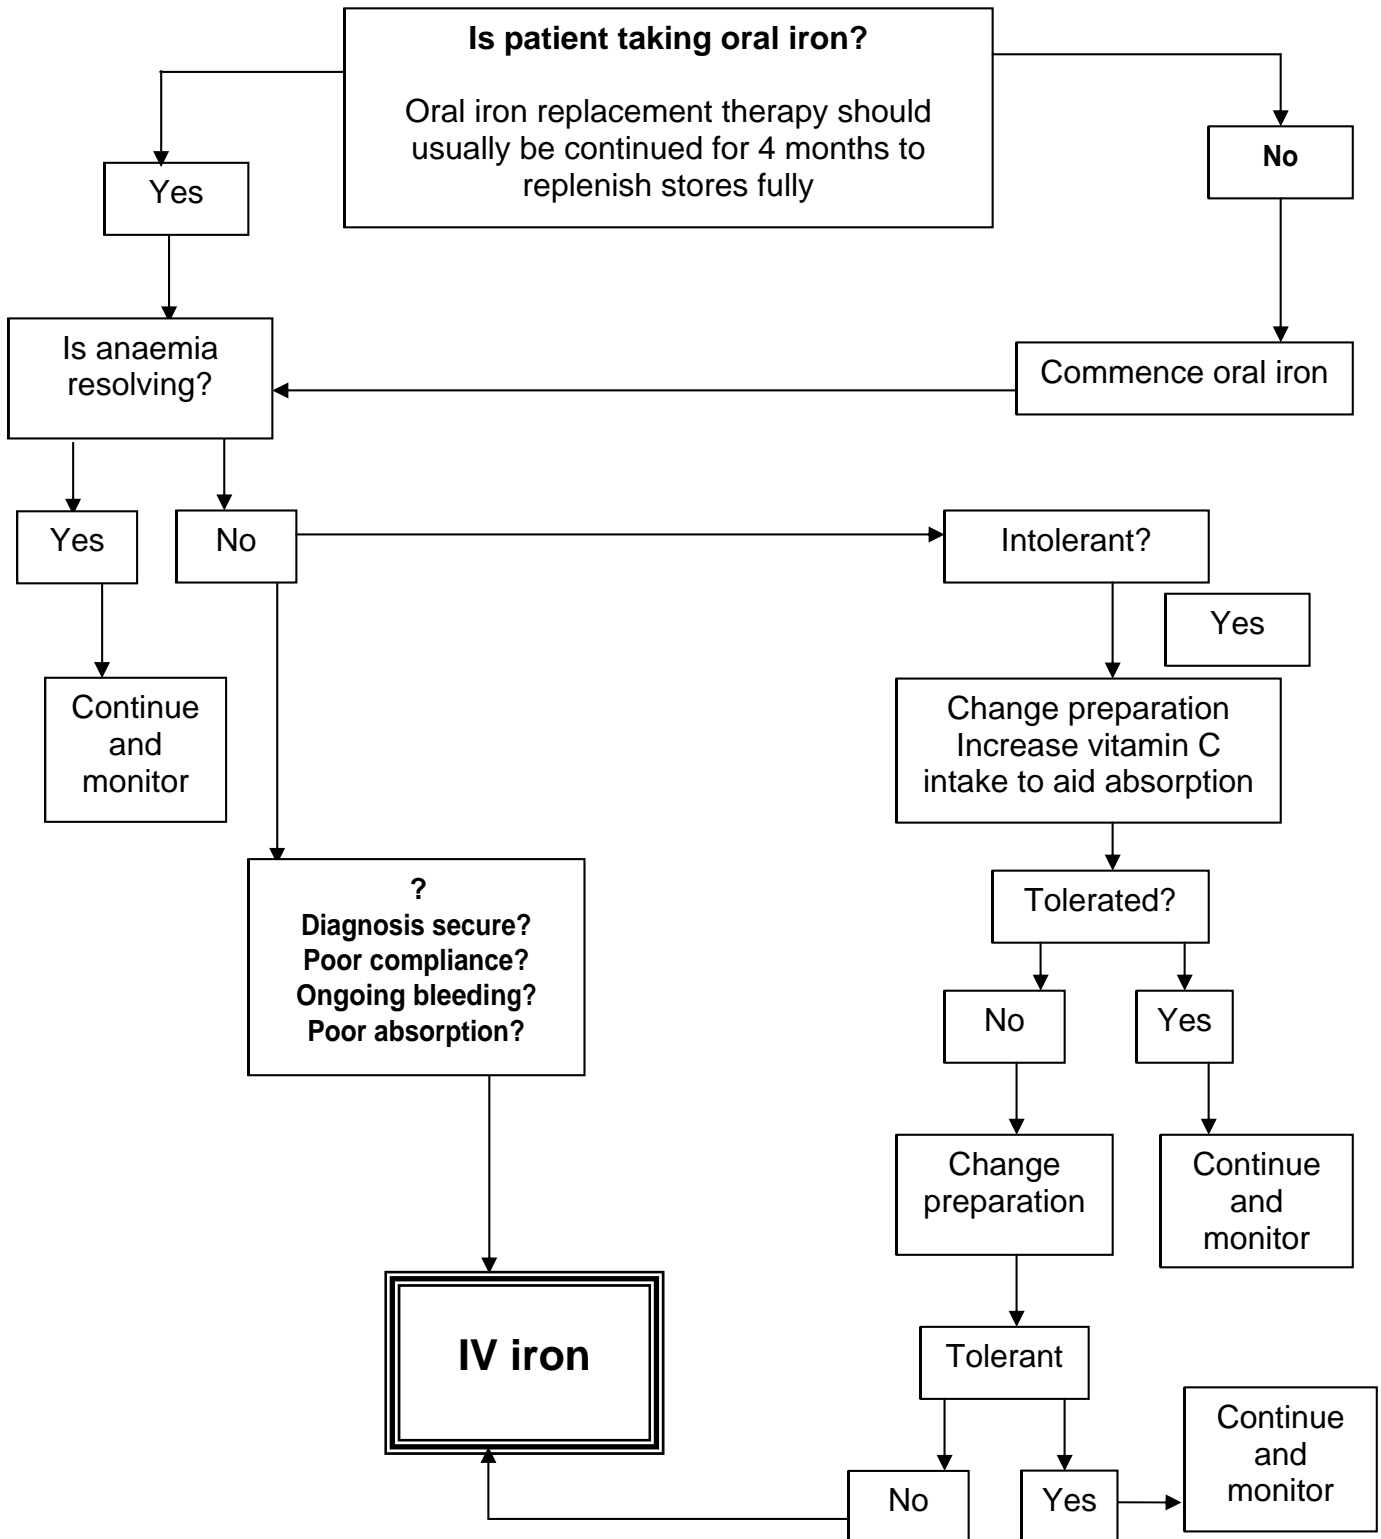 Is patient taking oral iron?
Oral iron replacement therapy should
usually be continued for 4 months to
replenish stores fully
Yes
No
Is anaemia
resolving?
Commence oral iron
Yes
No
Intolerant?
Yes
Continue
and
monitor
Change preparation
Increase vitamin C
intake to aid absorption
?
Diagnosis secure?
Poor compliance?
Ongoing bleeding?
Poor absorption?
Tolerated?
No
Yes
Change
preparation
Continue
and
monitor
IV iron
Tolerant
No
Yes
Continue
and
monitor